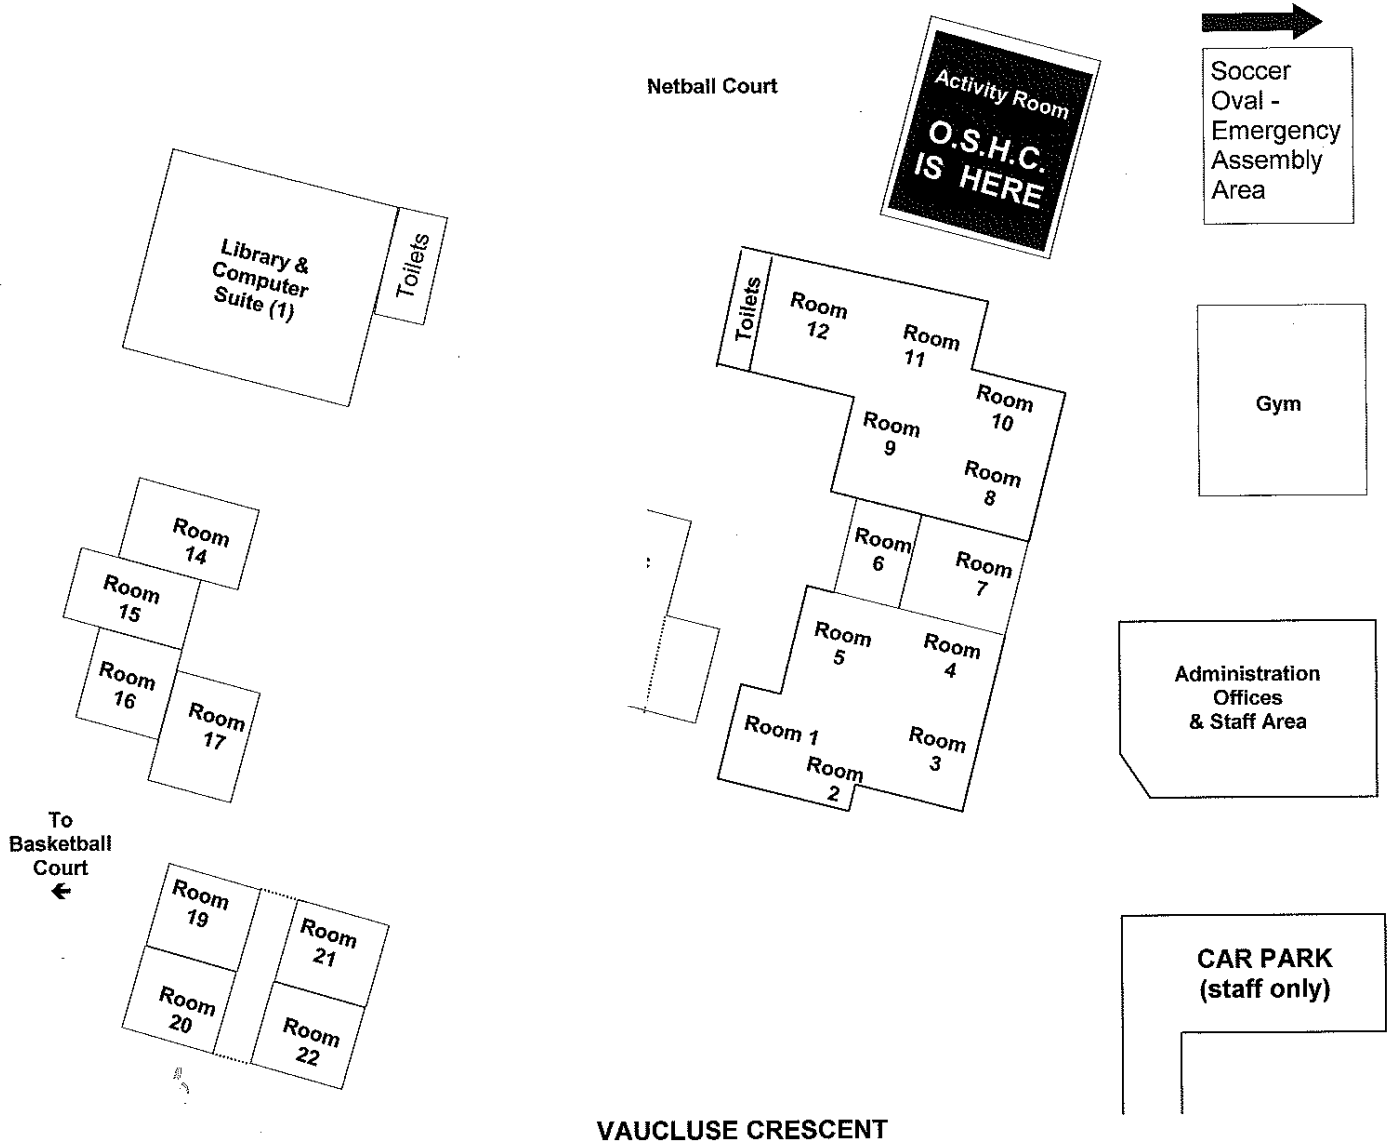 Netball Court
Activity Room
O.S.H.C.
IS HERE
Soccer
Oval -
Emergency
Assembly
Area
Library &
Computer
Suite (1)
Toilets
Toilets
Room
12
Room
11
Room
10
Room
9
Room
8
Gym
Room
14
Room
15
Room
16
Room
17
Room
6
Room
7
Room
5
Room
4
Room 1
Room
2
Room
3
Administration
Offices
& Staff Area
To
Basketball
Court
Room
19
Room
21
Room
20
Room
22
CAR PARK
(staff only)
VAUCLUSE CRESCENT